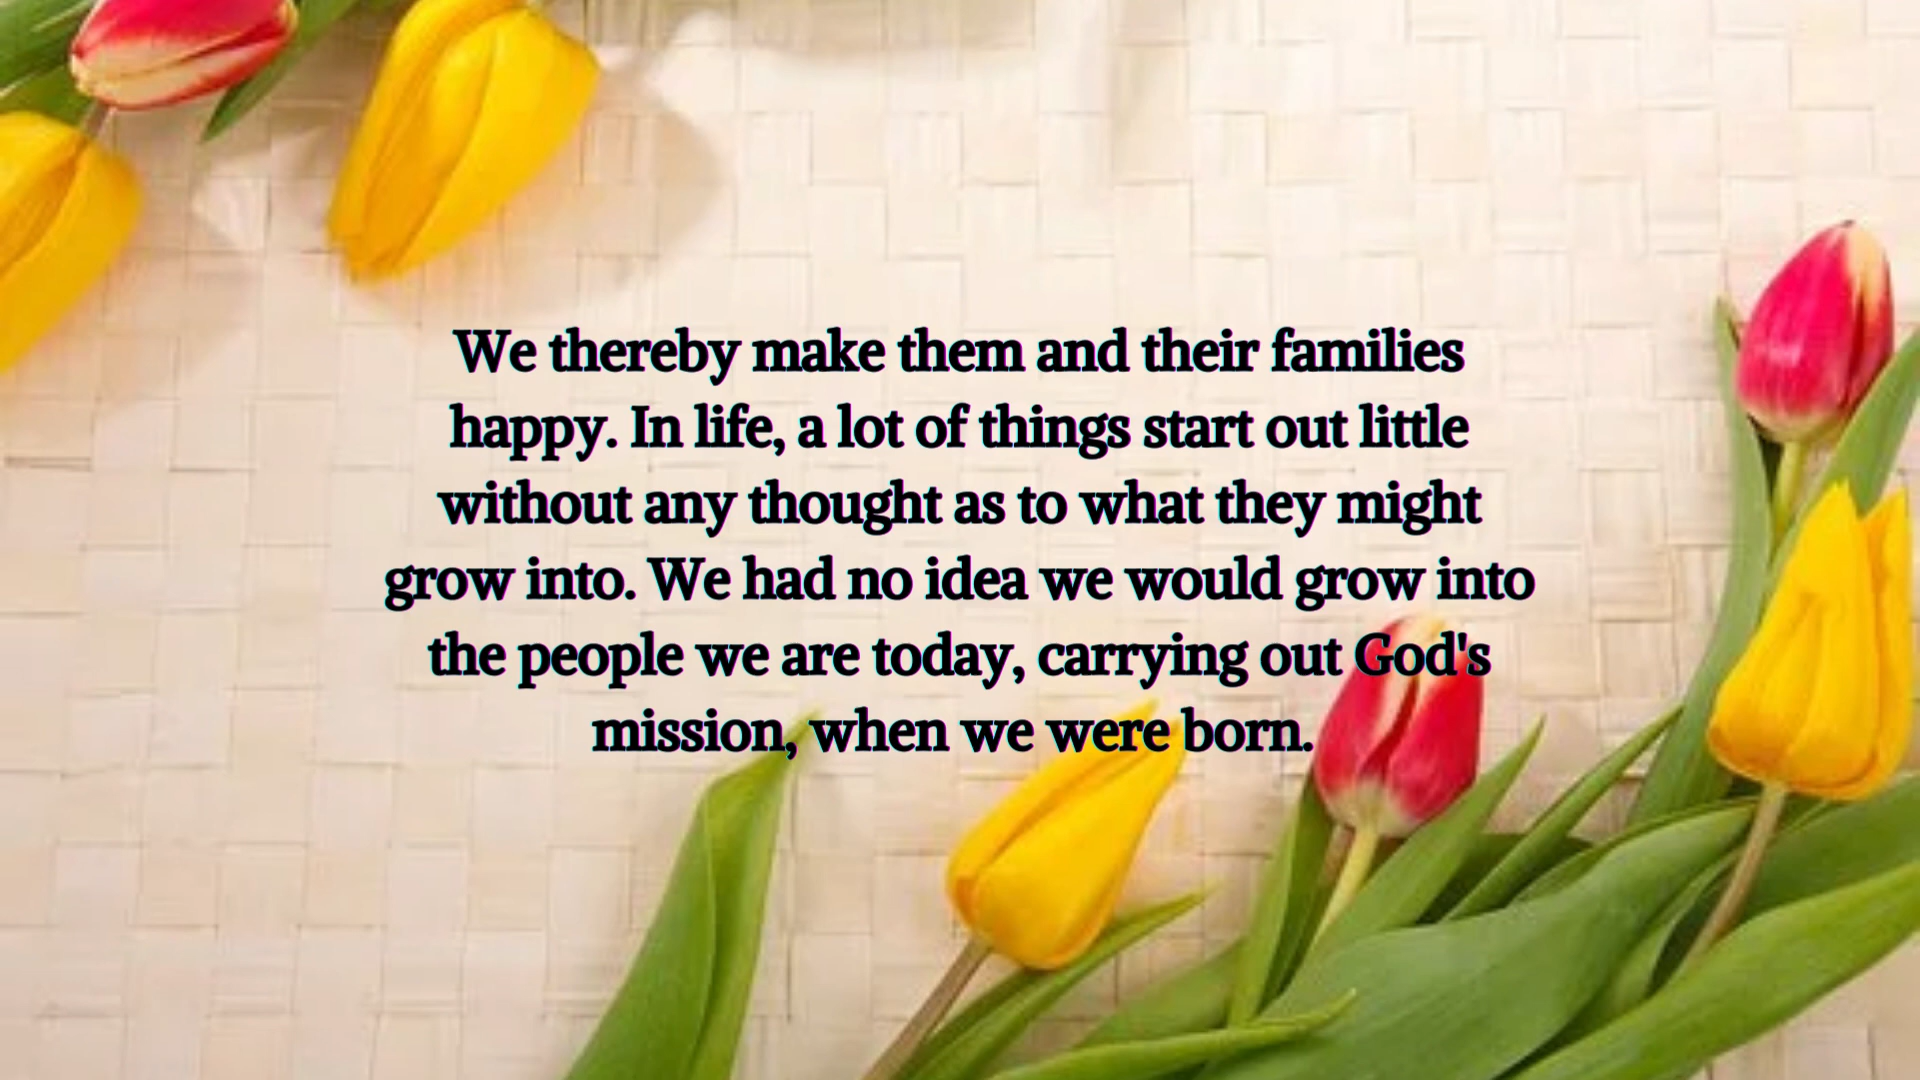 We thereby make them and their families
happy. In life, a lot of things start out little
without any thought as to what they might
grow into. We had no idea we would grow into
the people we are today, carrying out God's
mission, when we were born.